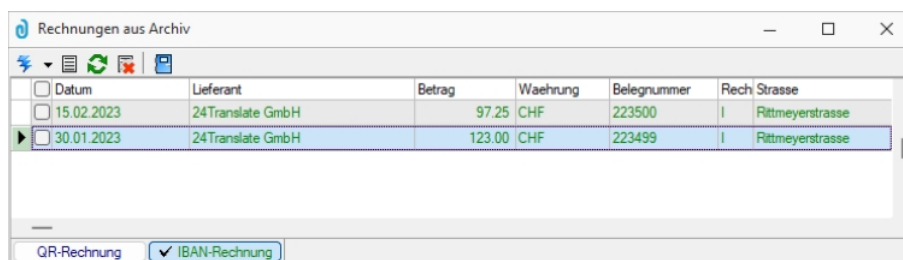 Rechnungen aus Archiv
Datum Lieferant Betrag Waehrung Belegnummer Rech Strasse
15.02.2023 24Translate GmbH 97.25 CHF 223500 I Rittmeyerstrasse
30.01.2023 24Translate GmbH 123.00 CHF 223499 I Rittmeyerstrasse
QR-Rechnung IBAN-Rechnung